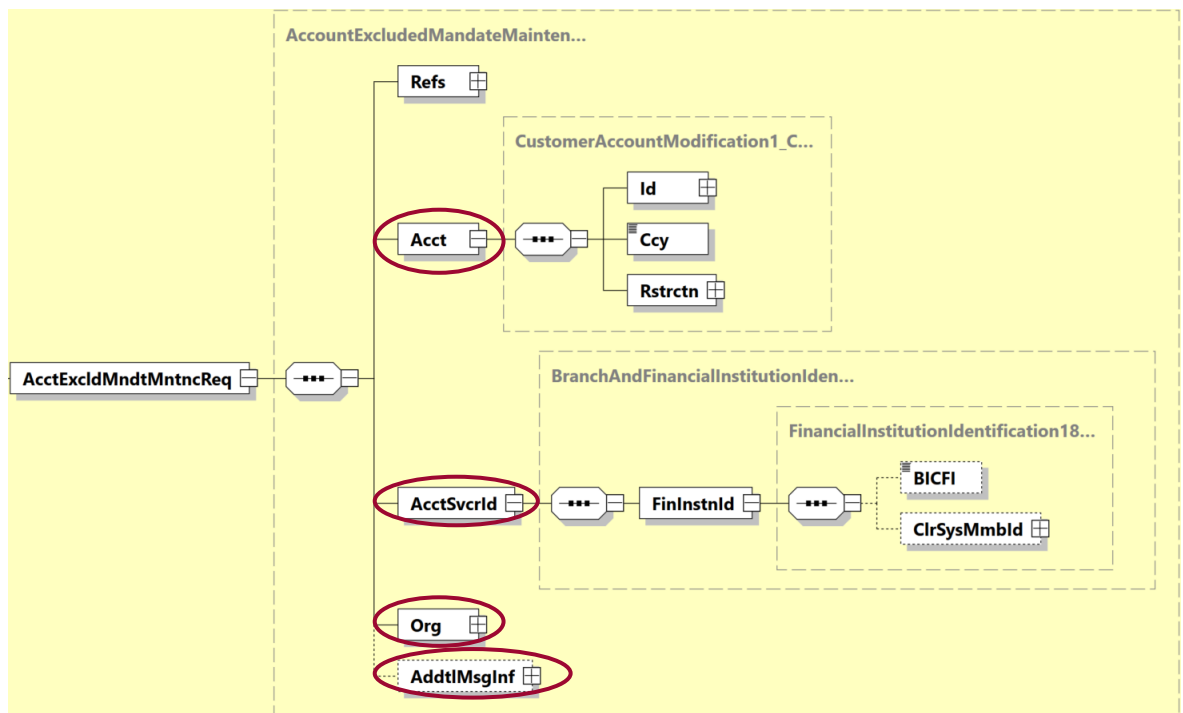 AccountExcludedMandateMainten...
Refs
CustomerAccountModification1_C...
Id
Acct
Ccy
Rstrctn
AcctExcldMndtMntncReq
BranchAndFinancialInstitutionIden...
FinancialInstitutionIdentification18...
BICFI
AcctSvcrId
FinInstnId
ClrSysMmbId
Org
AddtlMsgInf